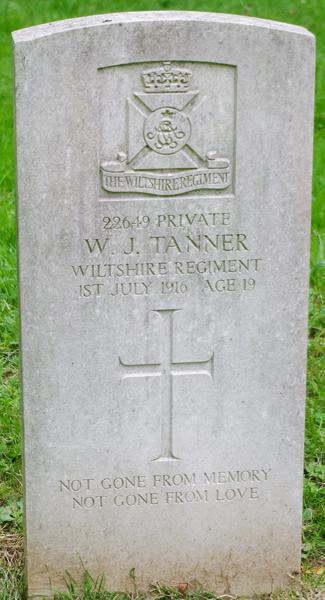 THE WILTSHIRE REGIMENT
22649 PRIVATE
W. J. TANNER
WILTSHIRE REGIMENT
1ST JULY 1916 AGE 19
NOT GONE FROM MEMORY
NOT GONE FROM LOVE